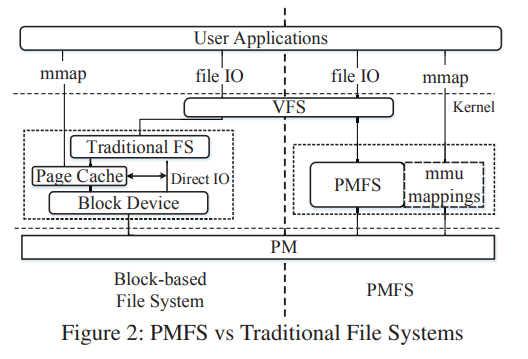 User Applications
mmap
file IO
file IO
mmap
VFS
Kernel
Traditional FS
Page Cache
Direct IO
Block Device
PMFS
mmu
mappings
PM
Block-based
File System
PMFS
Figure 2: PMFS vs Traditional File Systems